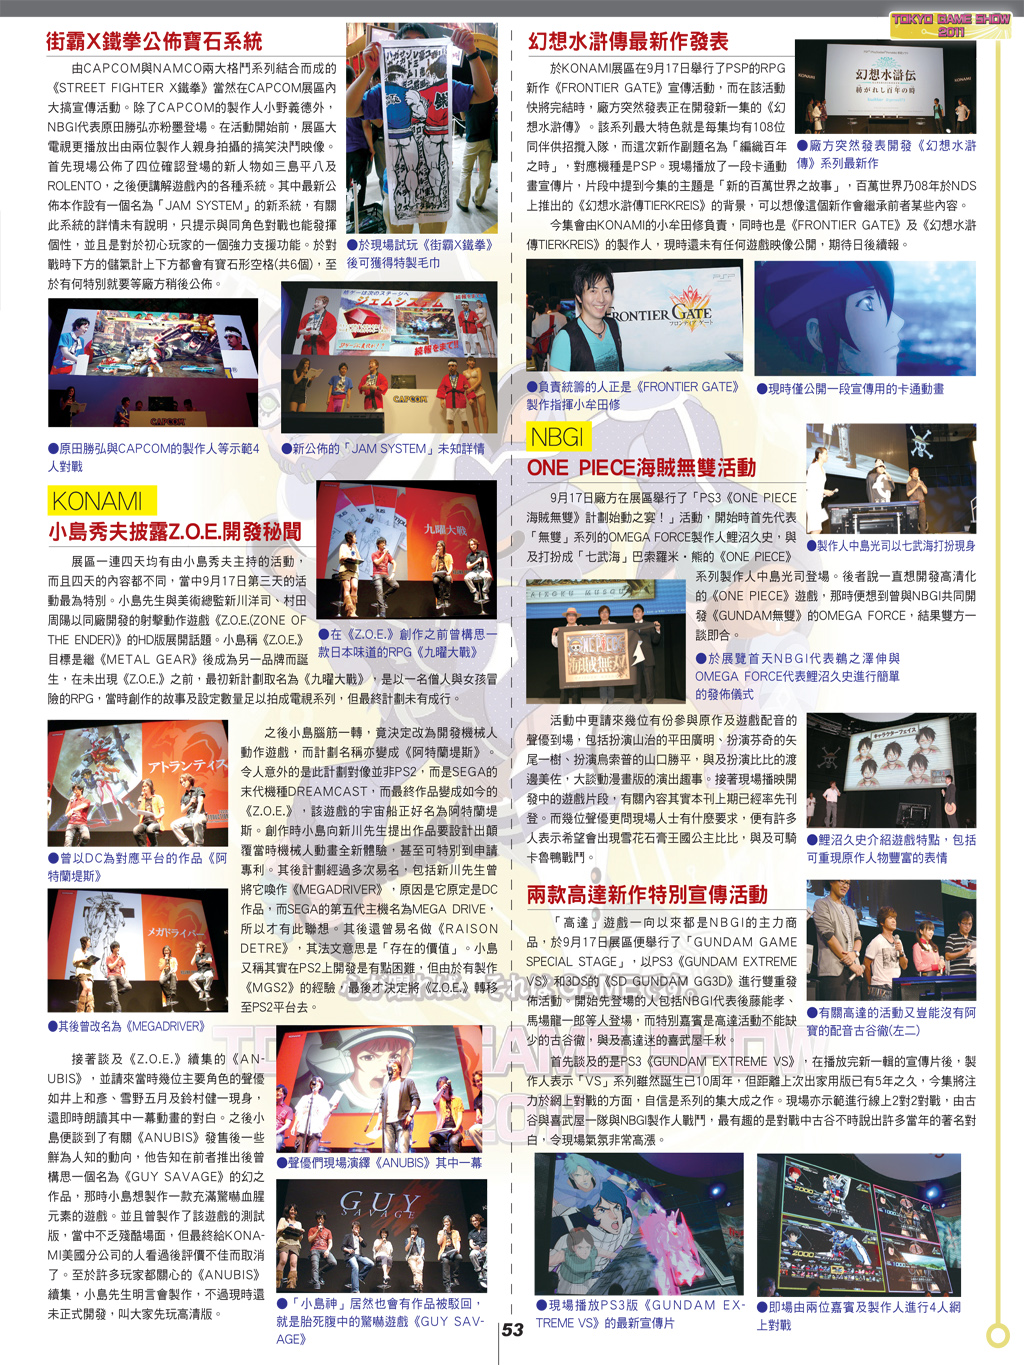 TOKYO GAME SHOW
2011
街霸X鐵拳公佈寶石系統
由CAPCOM與NAMCO兩大格鬥系列結合而成的
《STREET FIGHTER X鐵拳》當然在CAPCOM展區內
大搞宣傳活動。除了CAPCOM的製作人小野義德外，
NBGI代表原田勝弘亦粉墨登場。在活動開始前，展區大
電視更播放出由兩位製作人親身拍攝的搞笑決鬥映像。
首先現場公佈了四位確認登場的新人物如三島平八及
ROLENTO，之後便講解遊戲內的各種系統。其中最新公
佈本作設有一個名為「JAM SYSTEM」的新系統，有關
此系統的詳情未有說明，只提示與同角色對戰也能發揮
個性，並且是對於初心玩家的一個強力支援功能。於對
戰時下方的儲氣計上下方都會有寶石形空格(共6個)，至
於有何特別就要等廠方稍後公佈。
●於現場試玩《街霸X鐵拳》
後可獲得特製毛巾
ジェムシステム
続報をまて!!
CAPCOM
●原田勝弘與CAPCOM的製作人等示範4
人對戰
●新公佈的「JAM SYSTEM」未知詳情
KONAMI
小島秀夫披露Z.O.E.開發秘聞
展區一連四天均有由小島秀夫主持的活動，
而且四天的內容都不同，當中9月17日第三天的活
動最為特別。小島先生與美術總監新川洋司、村田
周陽以同廠開發的射擊動作遊戲《Z.O.E.(ZONE OF
THE ENDER)》的HD版展開話題。小島稱《Z.O.E.》
目標是繼《METAL GEAR》後成為另一品牌而誕
生，在未出現《Z.O.E.》之前，最初新計劃取名為《九曜大戰》，是以一名僧人與女孩冒
險的RPG，當時創作的故事及設定數量足以拍成電視系列，但最終計劃未有成行。
九曜大戰
●在《Z.O.E.》創作之前曾構思一
款日本味道的RPG《九曜大戰》
アトランティス
●曾以DC為對應平台的作品《阿
特蘭堤斯》
メガドライバー
●其後曾改名為《MEGADRIVER》
之後小島腦筋一轉，竟決定改為開發機械人
動作遊戲，而計劃名稱亦變成《阿特蘭堤斯》。
令人意外的是此計劃對像並非PS2，而是SEGA的
末代機種DREAMCAST，而最終作品變成如今的
《Z.O.E.》，該遊戲的宇宙船正好名為阿特蘭堤
斯。創作時小島向新川先生提出作品要設計出顛
覆當時機械人動畫全新體驗，甚至可特別到申請
專利。其後計劃經過多次易名，包括新川先生曾
將它喚作《MEGADRIVER》，原因是它原定是DC
作品，而SEGA的第五代主機名為MEGA DRIVE，
所以才有此聯想。其後還曾易名做《RAISON
DETRE》，其法文意思是「存在的價值」。小島
又稱其實在PS2上開發是有點困難，但由於有製作
《MGS2》的經驗，最後才決定將《Z.O.E.》轉移
至PS2平台去。
接著談及《Z.O.E.》續集的《AN-
UBIS》，並請來當時幾位主要角色的聲優
如井上和彥、雪野五月及鈴村健一現身，
還即時朗讀其中一幕動畫的對白。之後小
島便談到了有關《ANUBIS》發售後一些
鮮為人知的動向，他告知在前者推出後曾
構思一個名為《GUY SAVAGE》的幻之
作品，那時小島想製作一款充滿驚嚇血腥
元素的遊戲。並且曾製作了該遊戲的測試
版，當中不乏殘酷場面，但最終給KONA-
MI美國分公司的人看過後評價不佳而取消
了。至於許多玩家都關心的《ANUBIS》
續集，小島先生明言會製作，不過現時還
未正式開發，叫大家先玩高清版。
●聲優們現場演繹《ANUBIS》其中一幕
GUY
SAVAGE
●「小島神」居然也會有作品被駁回，
就是胎死腹中的驚嚇遊戲《GUY SAV-
AGE》
幻想水滸傳最新作發表
於KONAMI展區在9月17日舉行了PSP的RPG
新作《FRONTIER GATE》宣傳活動，而在該活動
快將完結時，廠方突然發表正在開發新一集的《幻
想水滸傳》。該系列最大特色就是每集均有108位
同伴供招攬入隊，而這次新作副題名為「編織百年
之時」，對應機種是PSP。現場播放了一段卡通動
畫宣傳片，片段中提到今集的主題是「新的百萬世界之故事」，百萬世界乃08年於NDS
上推出的《幻想水滸傳TIERKREIS》的背景，可以想像這個新作會繼承前者某些內容。
今集會由KONAMI的小牟田修負責，同時也是《FRONTIER GATE》及《幻想水滸
傳TIERKREIS》的製作人，現時還未有任何遊戲映像公開，期待日後續報。
幻想水滸伝
紡がれし百年の時
●廠方突然發表開發《幻想水滸
傳》系列最新作
FRONTIER GATE
フロンティア ゲート
●負責統籌的人正是《FRONTIER GATE》
製作指揮小牟田修
●現時僅公開一段宣傳用的卡通動畫
NBGI
ONE PIECE海賊無雙活動
9月17日廠方在展區舉行了「PS3《ONE PIECE
海賊無雙》計劃始動之宴！」活動，開始時首先代表
「無雙」系列的OMEGA FORCE製作人鯉沼久史，與
及打扮成「七武海」巴索羅米・熊的《ONE PIECE》
系列製作人中島光司登場。後者說一直想開發高清化
的《ONE PIECE》遊戲，那時便想到曾與NBGI共同開
發《GUNDAM無雙》的OMEGA FORCE，結果雙方一
談即合。
●製作人中島光司以七武海打扮現身
●於展覽首天NBGI代表鵜之澤伸與
OMEGA FORCE代表鯉沼久史進行簡單
的發佈儀式
活動中更請來幾位有份參與原作及遊戲配音的
聲優到場，包括扮演山治的平田廣明、扮演芬奇的矢
尾一樹、扮演烏索普的山口勝平，與及扮演比比的渡
邊美佐，大談動漫畫版的演出趣事。接著現場播映開
發中的遊戲片段，有關內容其實本刊上期已經率先刊
登。而幾位聲優更問現場人士有什麼要求，便有許多
人表示希望會出現雪花石膏王國公主比比，與及可騎
卡魯鴨戰鬥。
キャラクターフェイス
●鯉沼久史介紹遊戲特點，包括
可重現原作人物豐富的表情
兩款高達新作特別宣傳活動
「高達」遊戲一向以來都是NBGI的主力商
品，於9月17日展區便舉行了「GUNDAM GAME
SPECIAL STAGE」，以PS3《GUNDAM EXTREME
VS》和3DS的《SD GUNDAM GG3D》進行雙重發
佈活動。開始先登場的人包括NBGI代表後藤能孝、
馬場龍一郎等人登場，而特別嘉賓是高達活動不能缺
少的古谷徹，與及高達迷的喜武屋千秋。
●有關高達的活動又豈能沒有阿
寶的配音古谷徹(左二)
首先談及的是PS3《GUNDAM EXTREME VS》，在播放完新一輯的宣傳片後，製
作人表示「VS」系列雖然誕生已10周年，但距離上次出家用版已有5年之久，今集將注
力於網上對戰的方面，自信是系列的集大成之作。現場亦示範進行線上2對2對戰，由古
谷與喜武屋一隊與NBGI製作人戰鬥，最有趣的是對戰中古谷不時說出許多當年的著名對
白，令現場氣氛非常高漲。
●現場播放PS3版《GUNDAM EX-
TREME VS》的最新宣傳片
●即場由兩位嘉賓及製作人進行4人網
上對戰
53